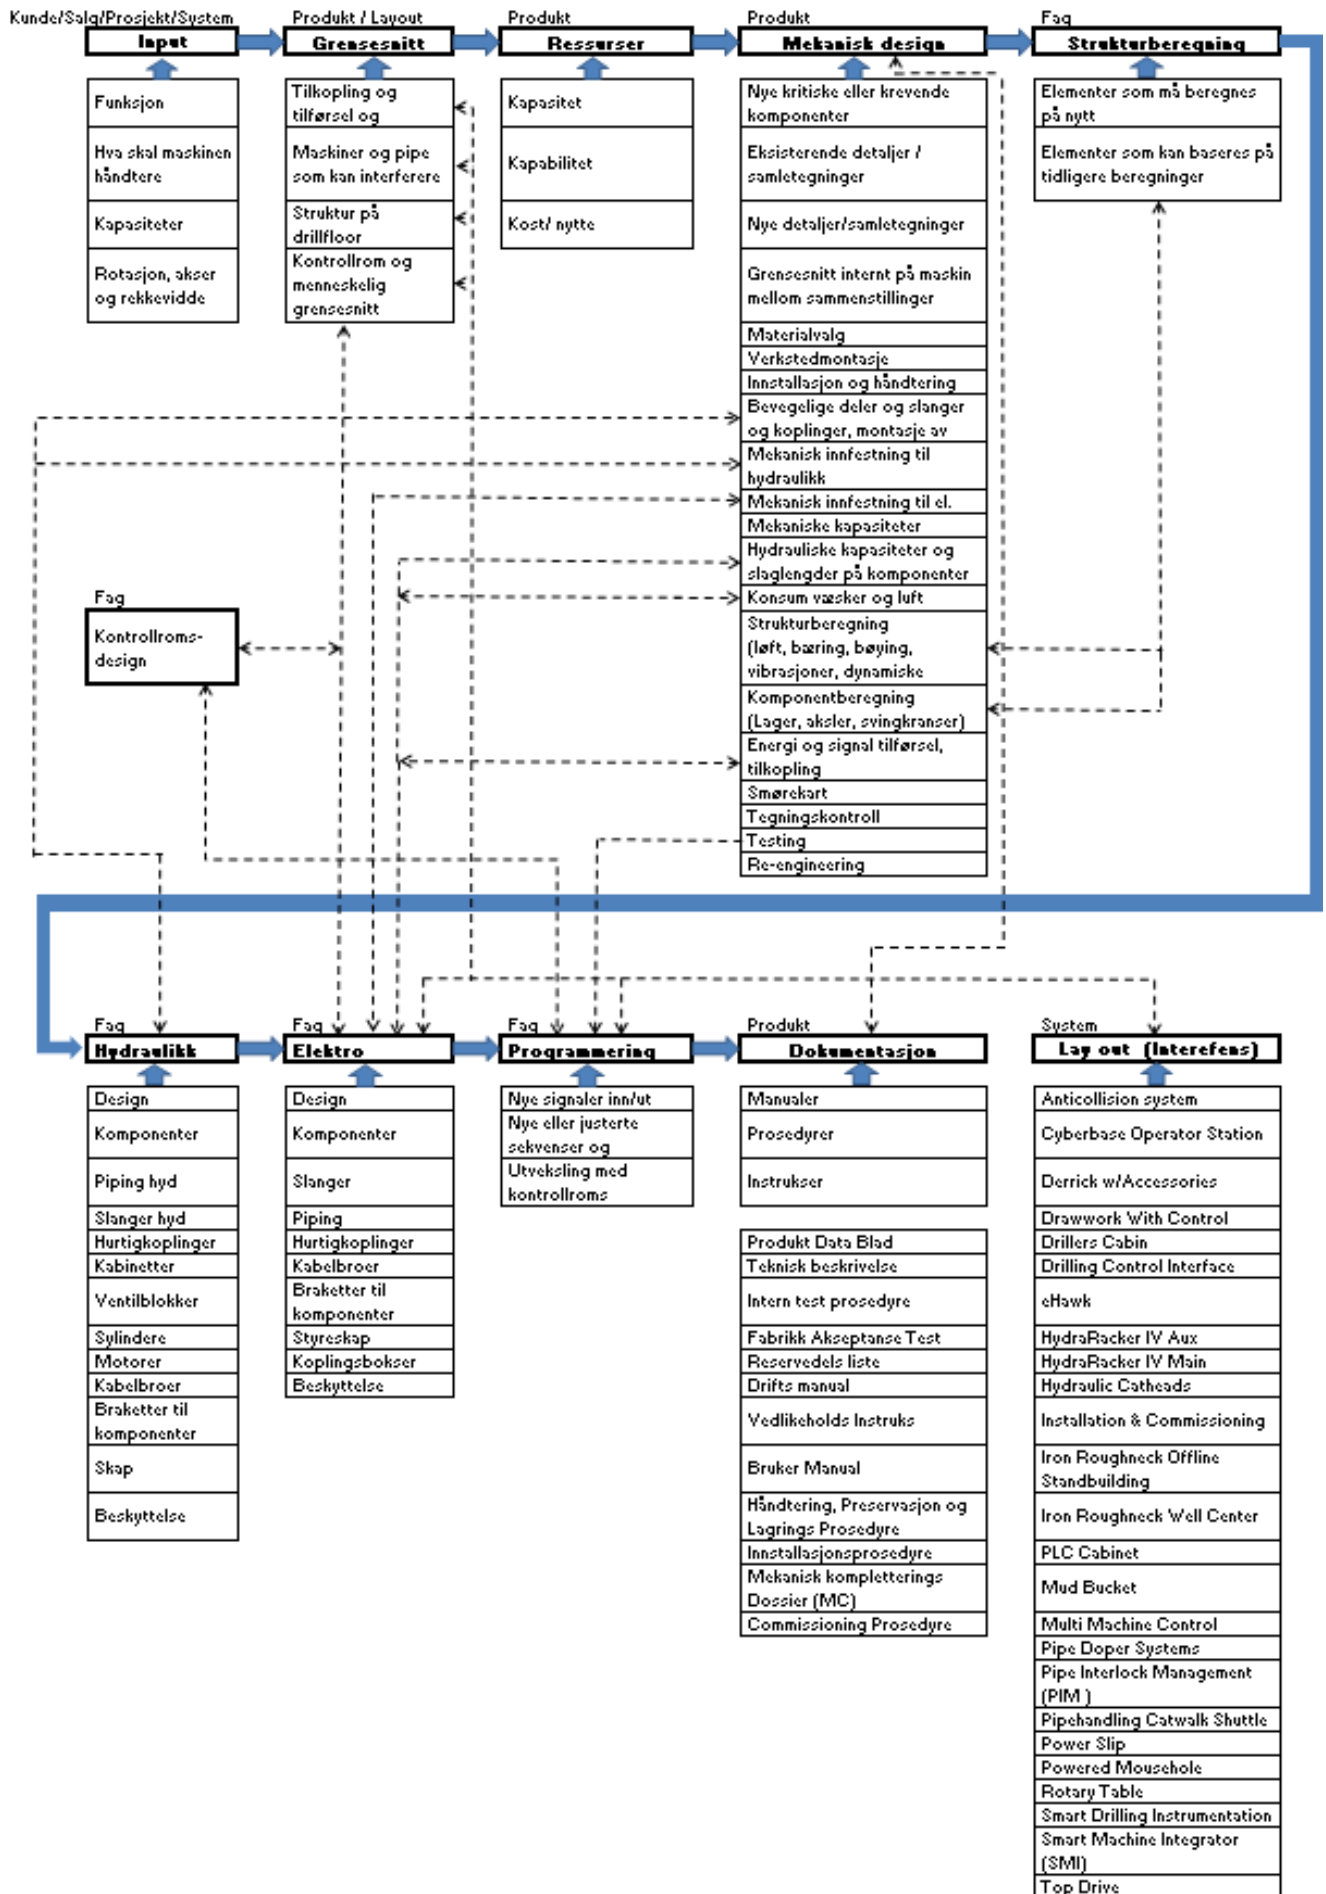 Kunde/Salg/Prosjekt/System
Input
Funksjon
Hva skal maskinen
håndtere
Kapasiteter
Rotasjon, akser
og rekkevidde
Produkt / Layout
Grensesnitt
Tilkopling og
tilførsel og
Maskiner og pipe
som kan interferere
Struktur på
drillfloor
Kontrollrom og
menneskelig
grensesnitt
Produkt
Ressurser
Kapasitet
Kapabilitet
Kost/ nytte
Produkt
Mekanisk design
Nye kritiske eller krevende
komponenter
Eksisterende detaljer /
samletegninger
Nye detaljer/samletegninger
Grensesnitt internt på maskin
mellom sammenstillinger
Materialvalg
Verkstedmontasje
Innstallasjon og håndtering
Bevegelige deler og slanger
og koplinger, montasje av
Mekanisk innfestning til
hydraulikk
Mekanisk innfestning til el.
Mekaniske kapasiteter
Hydrauliske kapasiteter og
slaglengder på komponenter
Konsum væsker og luft
Strukturberegning
(løft, bæring, bøying,
vibrasjoner, dynamiske
Komponentberegning
(Lager, aksler, svingkranser)
Energi og signal tilførsel,
tilkopling
Smørekart
Tegningskontroll
Testing
Re-engineering
Fag
Strukturberegning
Elementer som må beregnes
på nytt
Elementer som kan baseres på
tidligere beregninger
Fag
Kontrollroms-
design
Fag
Hydraulikk
Design
Komponenter
Piping hyd
Slanger hyd
Hurtigkoplinger
Kabinetter
Ventilblokker
Sylindere
Motorer
Kabelbroer
Braketter til
komponenter
Skap
Beskyttelse
Fag
Elektro
Design
Komponenter
Slanger
Piping
Hurtigkoplinger
Kabelbroer
Braketter til
komponenter
Styreskap
Koplingsbokser
Beskyttelse
Fag
Programmering
Nye signaler inn/ut
Nye eller justerte
sekvenser og
Utveksling med
kontrollroms
Produkt
Dokumentasjon
Manualer
Prosedyrer
Instrukser
Produkt Data Blad
Teknisk beskrivelse
Intern test prosedyre
Fabrikk Akseptanse Test
Reservedels liste
Drifts manual
Vedlikeholds Instruks
Bruker Manual
Håndtering, Preservasjon og
Lagrings Prosedyre
Innstallasjonsprosedyre
Mekanisk kompletterings
Dossier (MC)
Commissioning Prosedyre
System
Lay out (Interefens)
Anticollision system
Cyberbase Operator Station
Derrick w/Accessories
Drawwork With Control
Drillers Cabin
Drilling Control Interface
eHawk
HydraRacker IV Aux
HydraRacker IV Main
Hydraulic Catheads
Installation & Commissioning
Iron Roughneck Offline
Standbuilding
Iron Roughneck Well Center
PLC Cabinet
Mud Bucket
Multi Machine Control
Pipe Doper Systems
Pipe Interlock Management
(PIM )
Pipehandling Catwalk Shuttle
Power Slip
Powered Mousehole
Rotary Table
Smart Drilling Instrumentation
Smart Machine Integrator
(SMI)
Top Drive